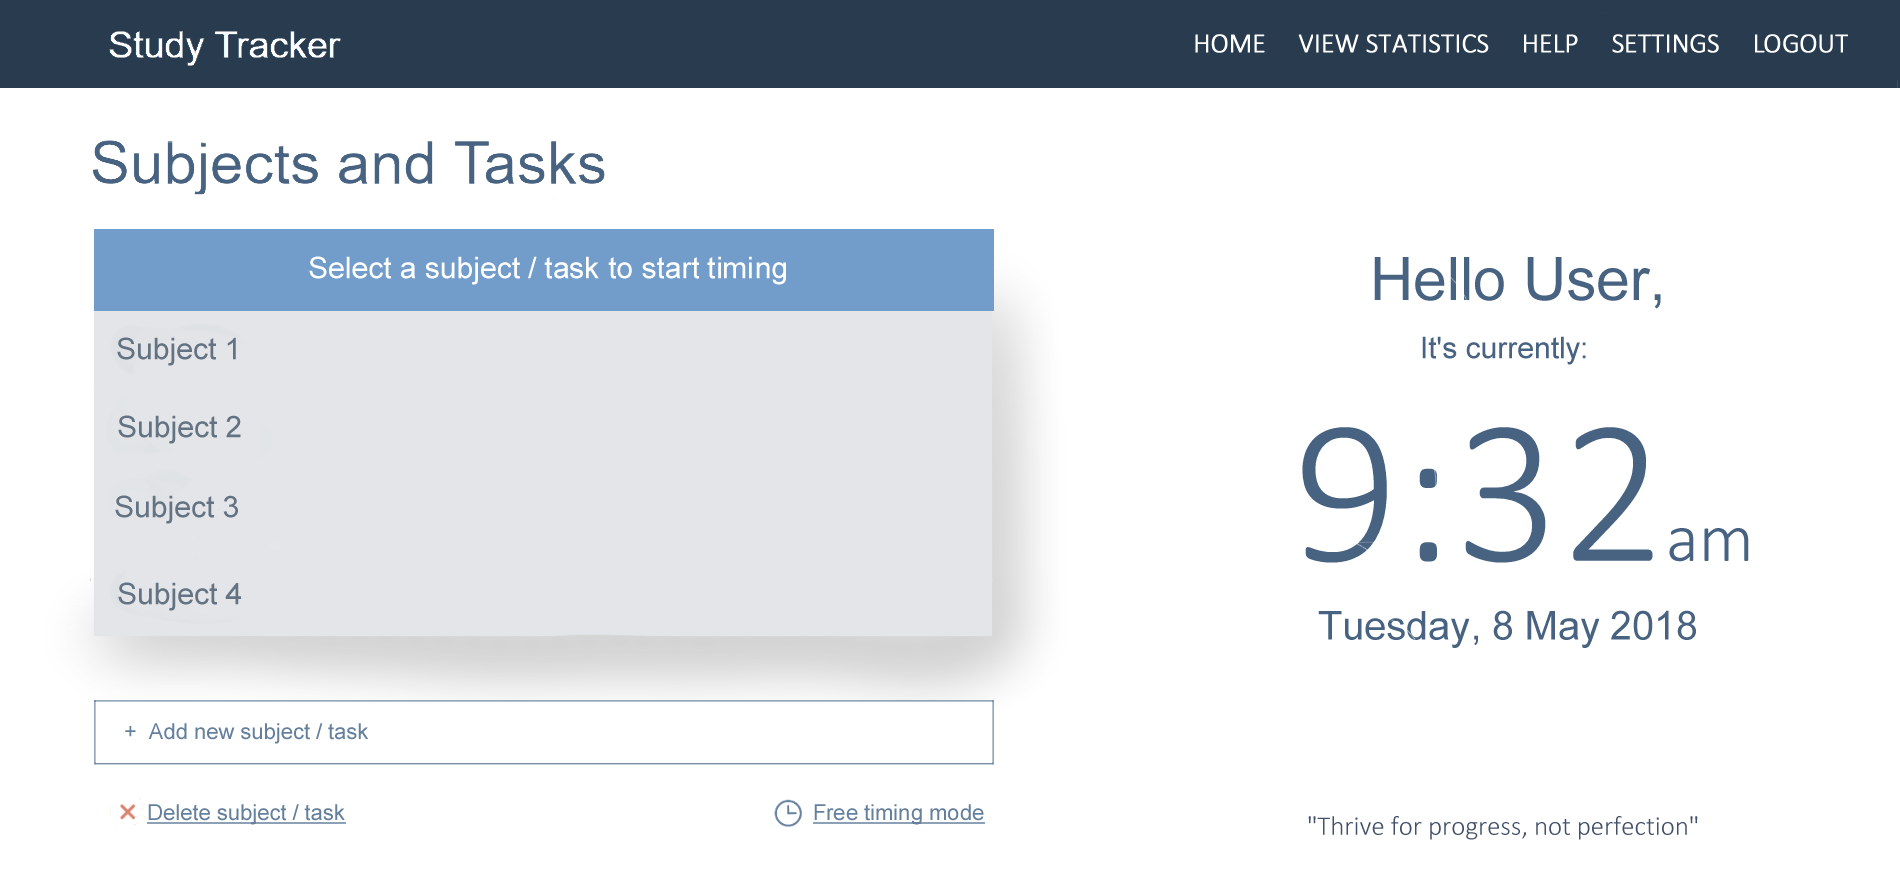 Study Tracker
HOME VIEW STATISTICS HELP SETTINGS LOGOUT
Subjects and Tasks
Select a subject / task to start timing
Subject 1
Subject 2
Subject 3
Subject 4
+ Add new subject / task
Delete subject / task
Free timing mode
Hello User,
It's currently:
9:32am
Tuesday, 8 May 2018
"Thrive for progress, not perfection"